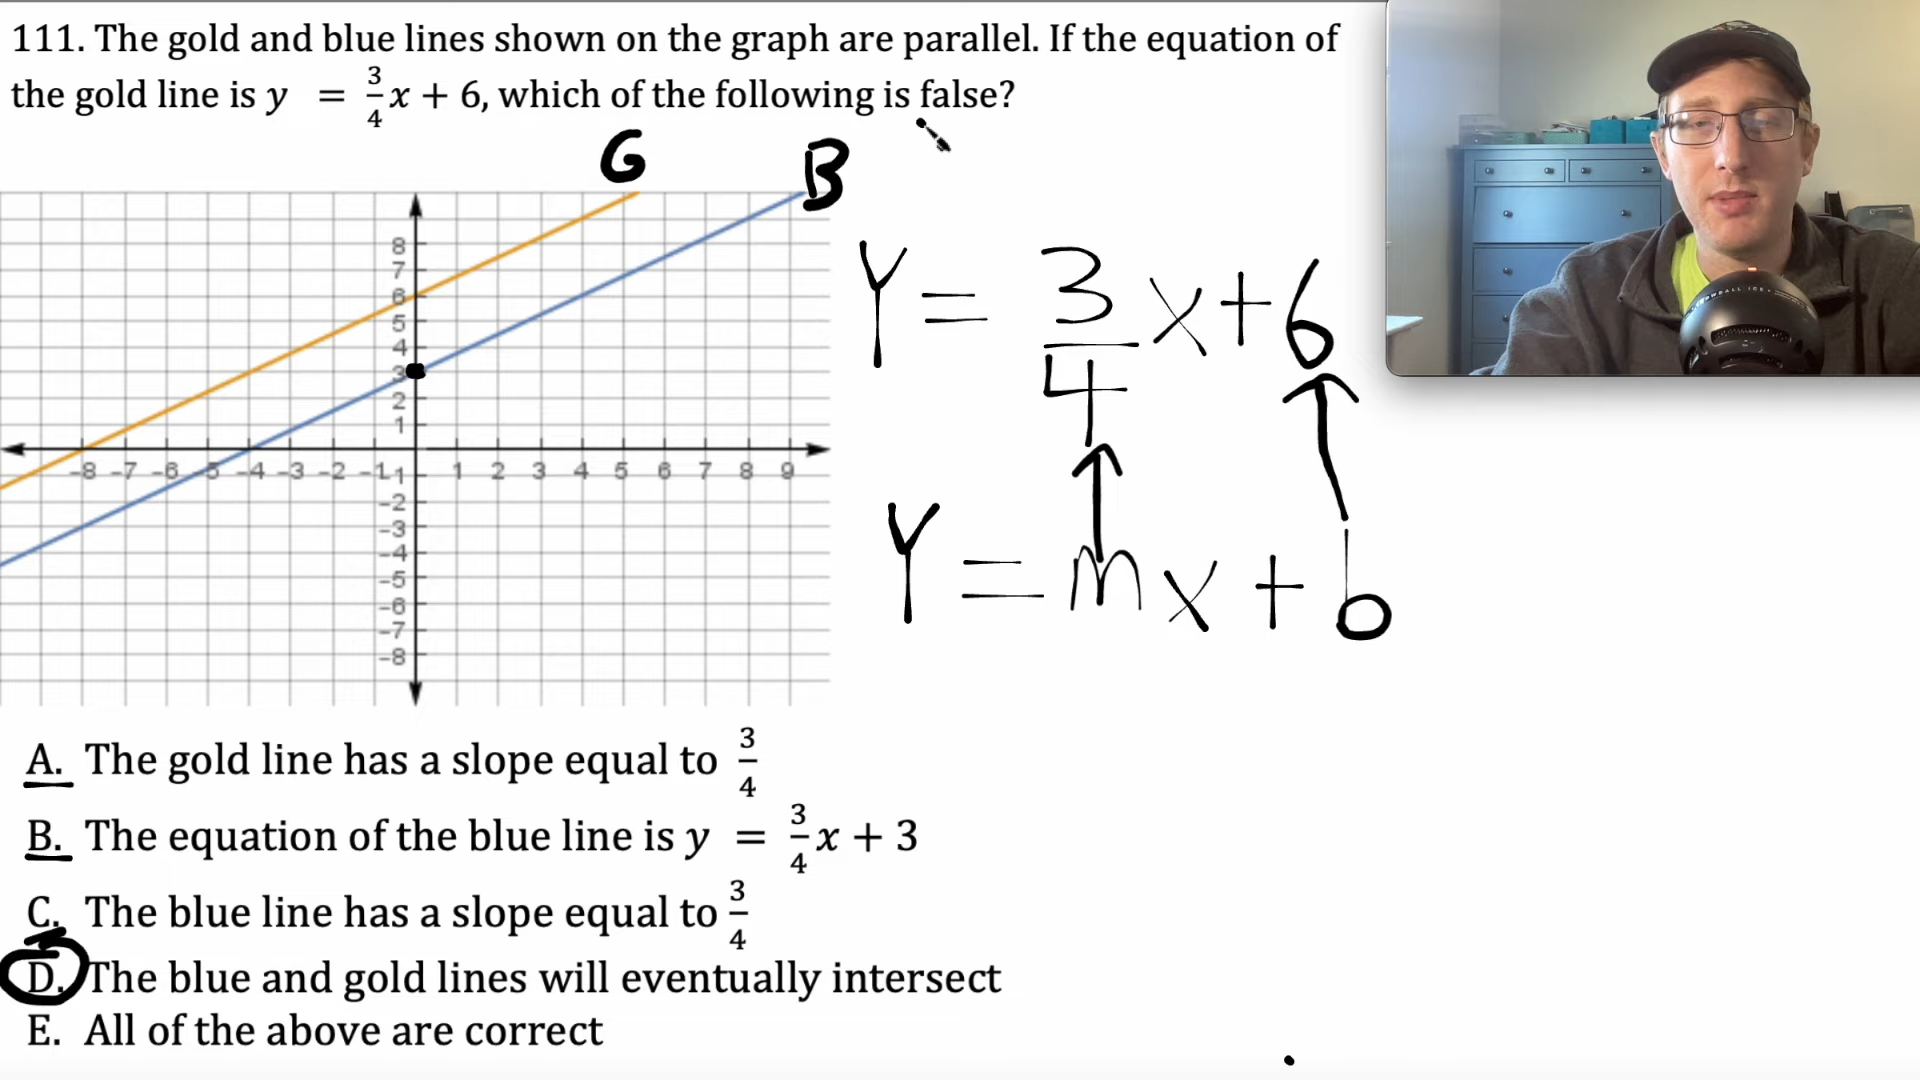 111. The gold and blue lines shown on the graph are parallel. If the equation of
the gold line is y = 3/4 x + 6, which of the following is false?
G
B
8
7
6
5
4
3
2
1
-8 -7 -6 -5 -4 -3 -2 -1 1 2 3 4 5 6 7 8 9
-1
-2
-3
-4
-5
-6
-7
-8
Y = 3/4 x + 6
Y = mx + b
A. The gold line has a slope equal to 3/4
B. The equation of the blue line is y = 3/4 x + 3
C. The blue line has a slope equal to 3/4
D. The blue and gold lines will eventually intersect
E. All of the above are correct